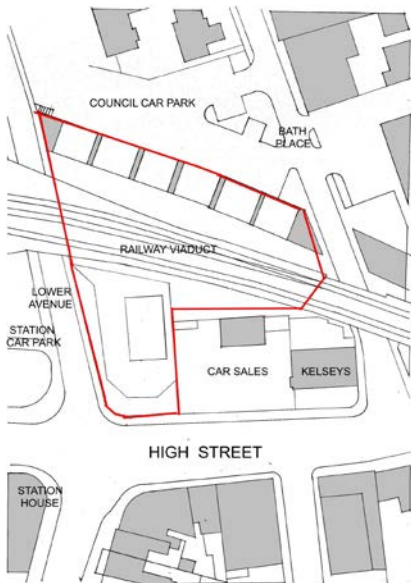 COUNCIL CAR PARK
BATH
PLACE
RAILWAY VIADUCT
LOWER
AVENUE
STATION
CAR PARK
CAR SALES
KELSEYS
HIGH STREET
STATION
HOUSE